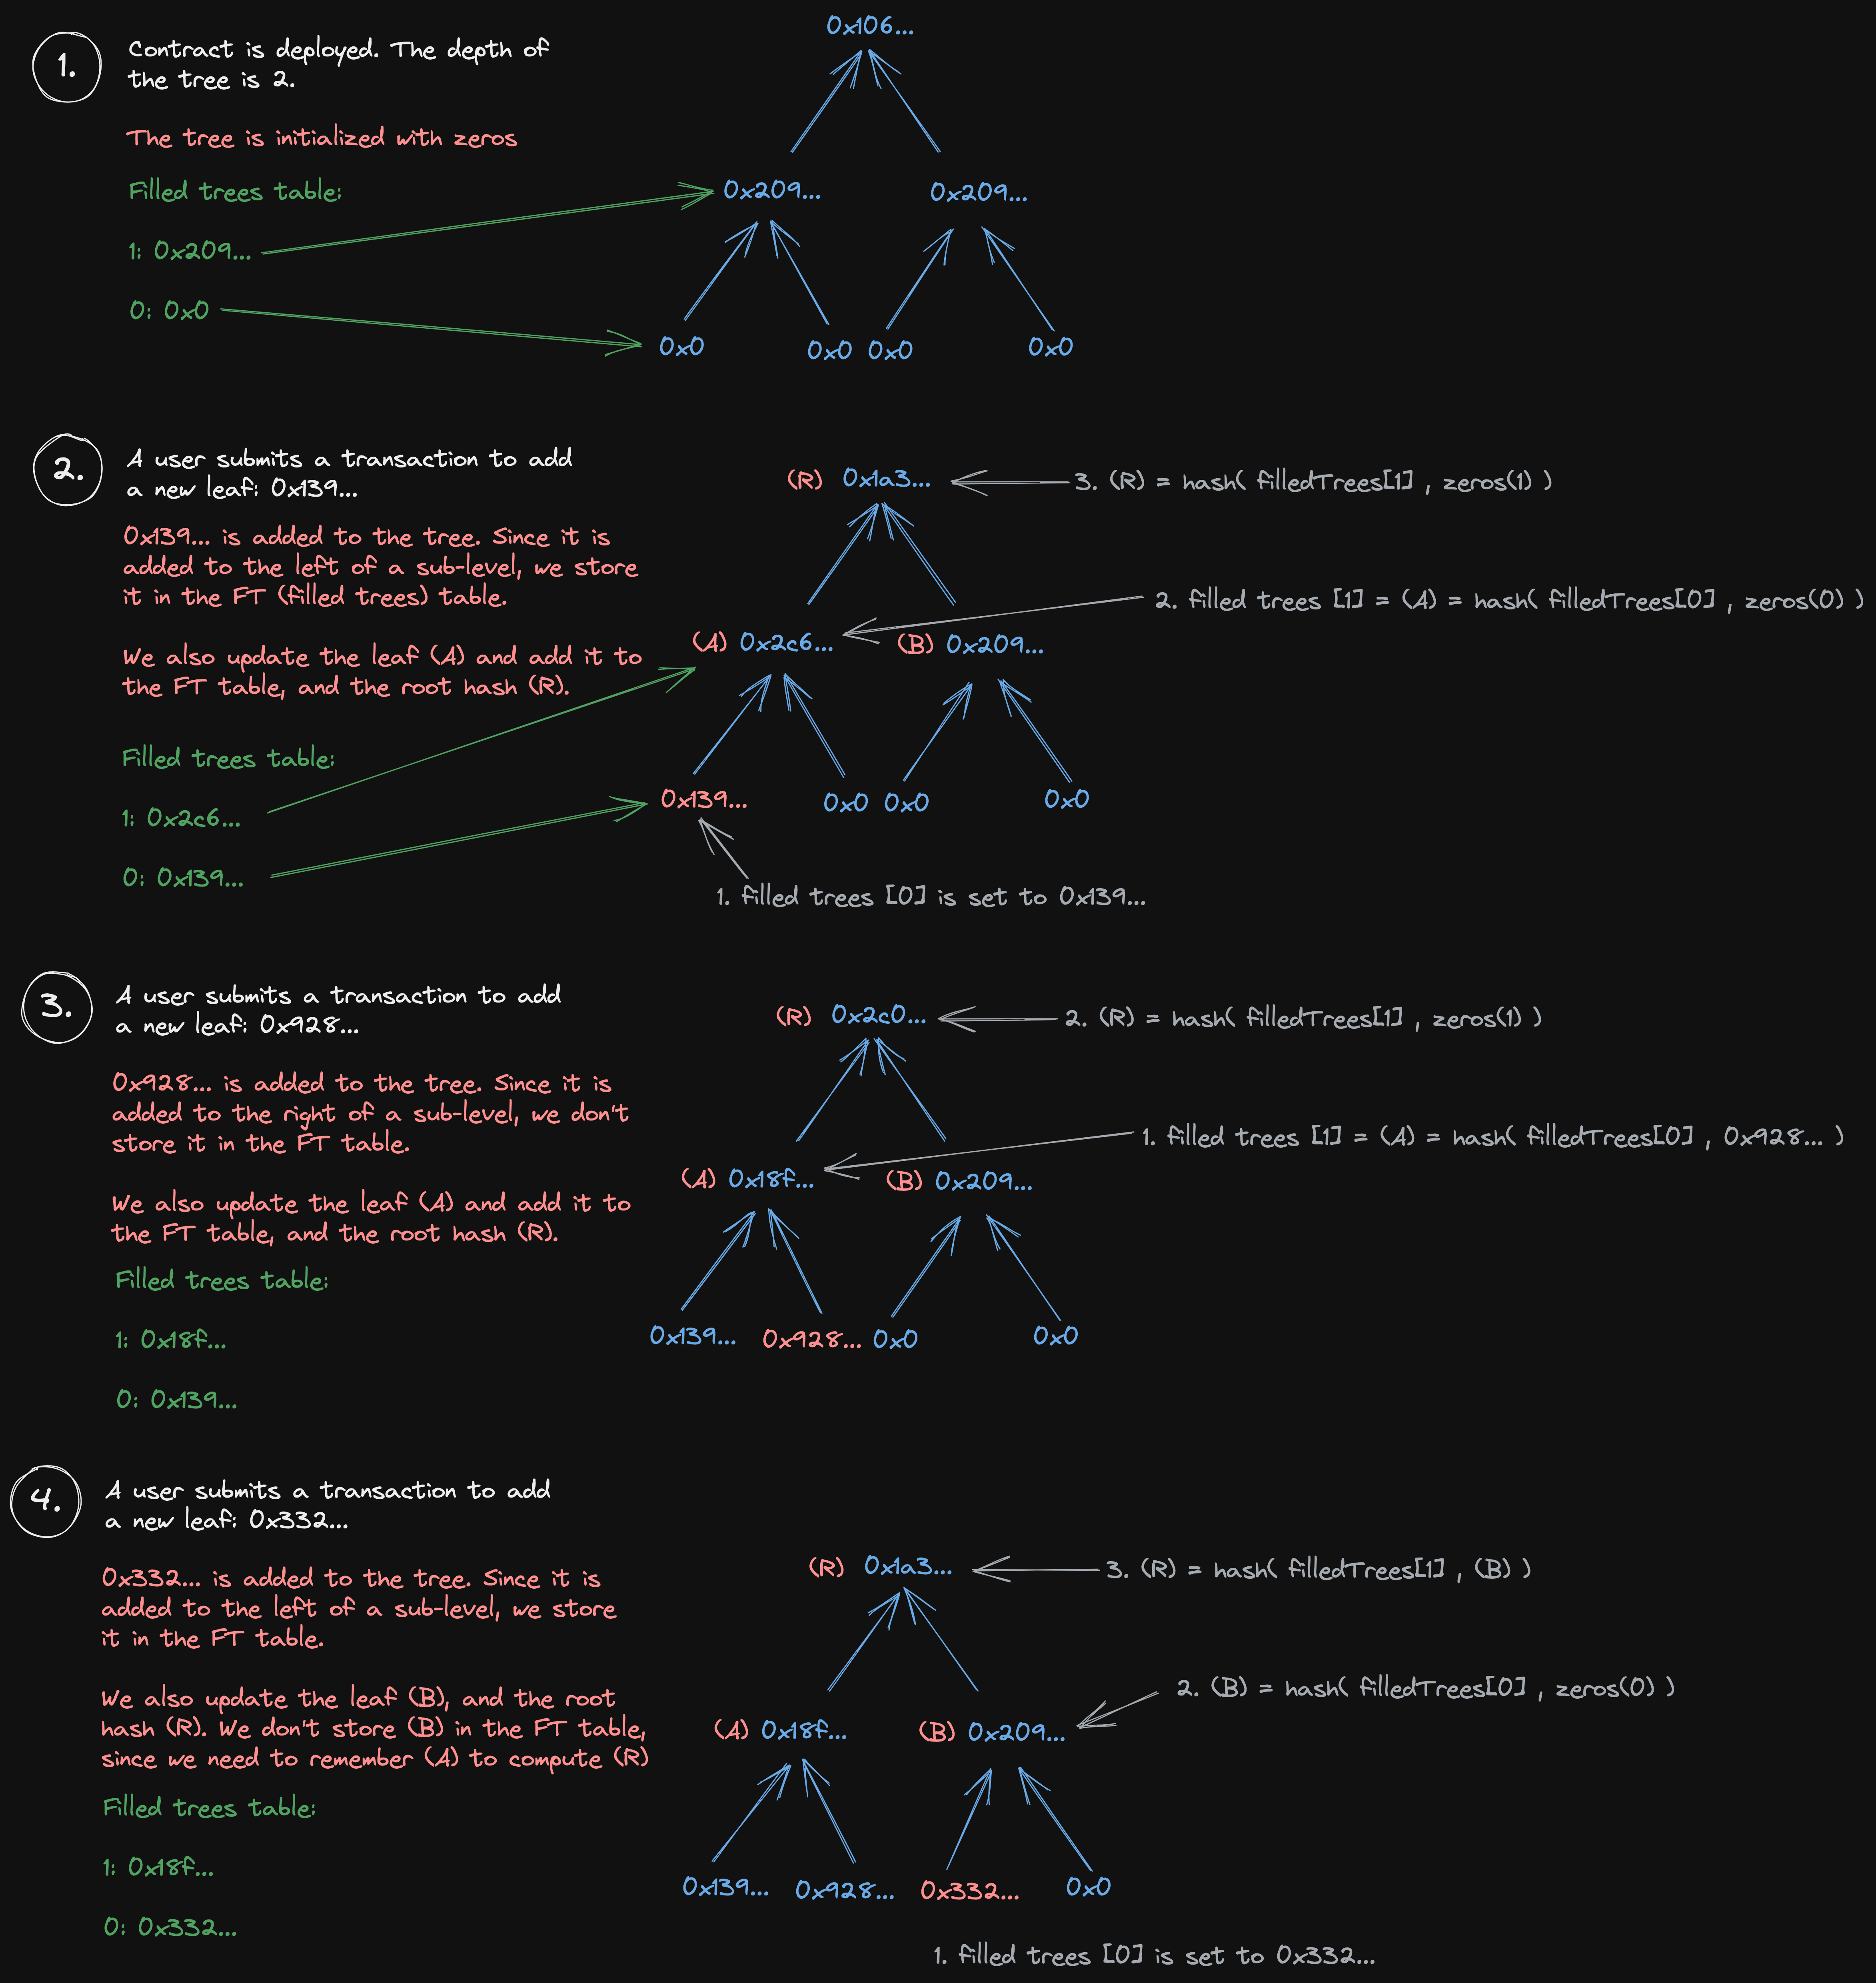 1.
Contract is deployed. The depth of
the tree is 2.
The tree is initialized with zeros
Filled trees table:
1: 0x209...
0: 0x0
0x106...
0x209... 0x209...
0x0 0x0 0x0 0x0
2.
A user submits a transaction to add
a new leaf: 0x139...
0x139... is added to the tree. Since it is
added to the left of a sub-level, we store
it in the FT (filled trees) table.
We also update the leaf (A) and add it to
the FT table, and the root hash (R).
Filled trees table:
1: 0x2c6...
0: 0x139...
(R) 0x1a3... 3. (R) = hash( filledTrees[1] , zeros(1) )
2. filled trees [1] = (A) = hash( filledTrees[0] , zeros(0) )
(A) 0x2c6... (B) 0x209...
0x139... 0x0 0x0 0x0
1. filled trees [0] is set to 0x139...
3.
A user submits a transaction to add
a new leaf: 0x928...
0x928... is added to the tree. Since it is
added to the right of a sub-level, we don't
store it in the FT table.
We also update the leaf (A) and add it to
the FT table, and the root hash (R).
Filled trees table:
1: 0x18f...
0: 0x139...
(R) 0x2c0... 2. (R) = hash( filledTrees[1] , zeros(1) )
1. filled trees [1] = (A) = hash( filledTrees[0] , 0x928... )
(A) 0x18f... (B) 0x209...
0x139... 0x928... 0x0 0x0
4.
A user submits a transaction to add
a new leaf: 0x332...
0x332... is added to the tree. Since it is
added to the left of a sub-level, we store
it in the FT table.
We also update the leaf (B), and the root
hash (R). We don't store (B) in the FT table,
since we need to remember (A) to compute (R)
Filled trees table:
1: 0x18f...
0: 0x332...
(R) 0x1a3... 3. (R) = hash( filledTrees[1] , (B) )
2. (B) = hash( filledTrees[0] , zeros(0) )
(A) 0x18f... (B) 0x209...
0x139... 0x928... 0x332... 0x0
1. filled trees [0] is set to 0x332...